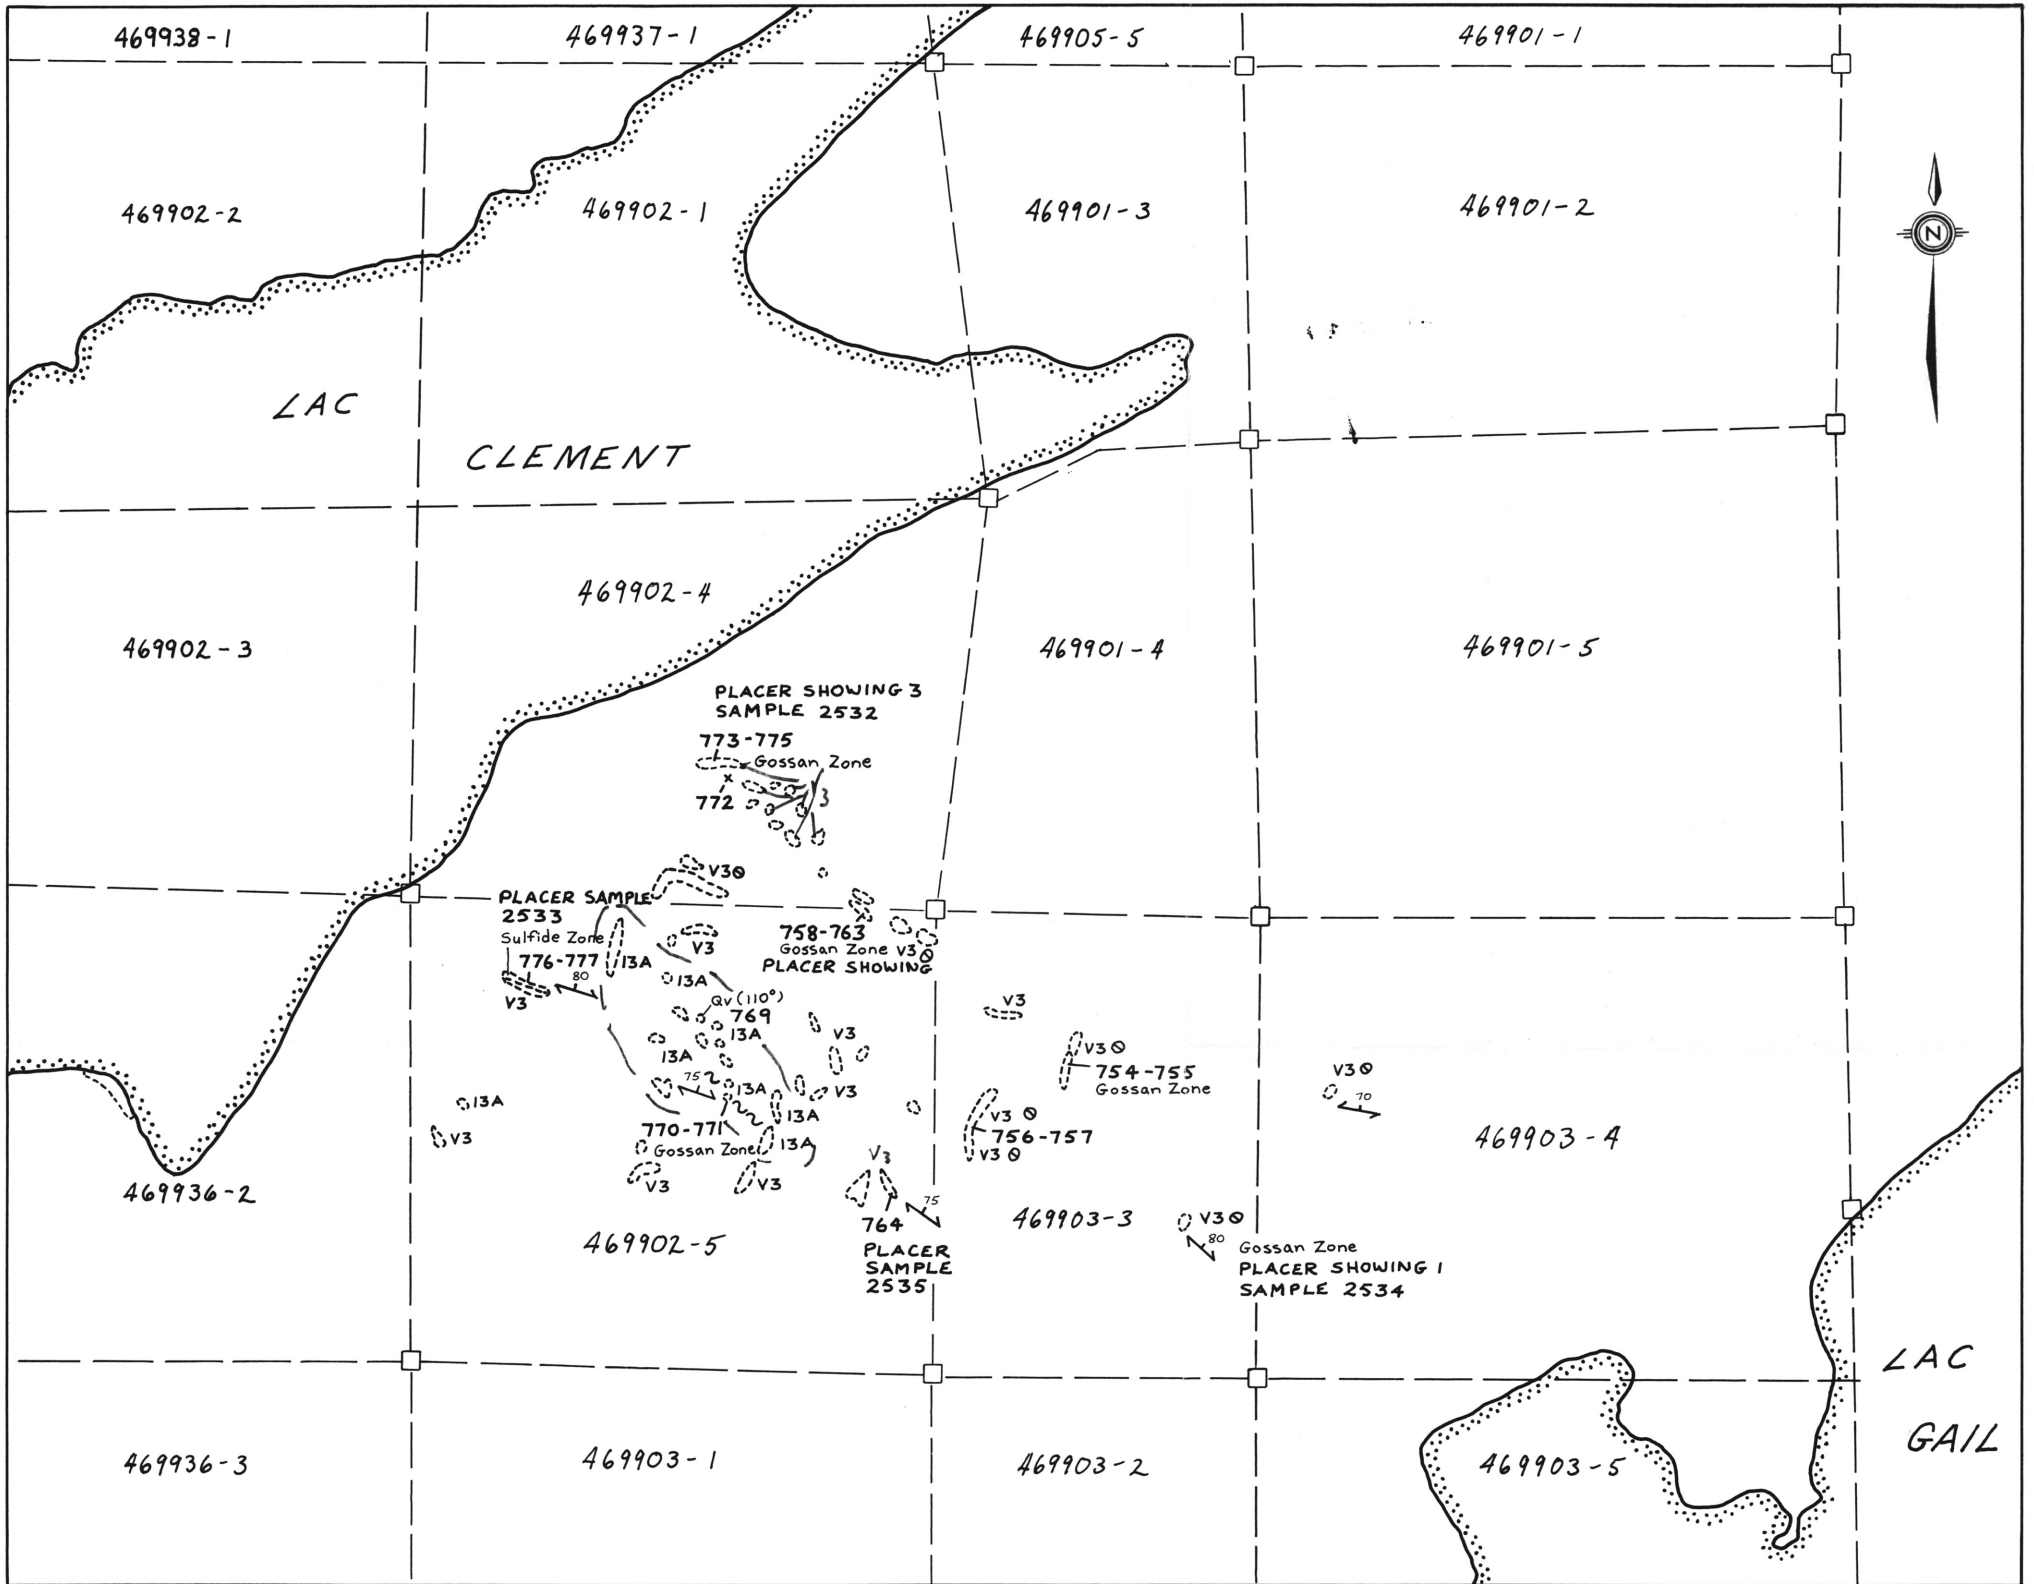 469938-1
469937-1
469905-5
469901-1
469902-2
469902-1
469901-3
469901-2
N
LAC
CLEMENT
469902-4
469902-3
469901-4
469901-5
PLACER SHOWING 3
SAMPLE 2532
773-775
Gossan Zone
772
3
V3
PLACER SAMPLE
2533
Sulfide Zone
776-777
80
V3
13A
V3
13A
758-763
Gossan Zone V3
PLACER SHOWING
Qv (110°)
769
13A
13A
V3
V3
V3
754-755
Gossan Zone
V3
70
13A
V3
75
13A
V3
13A
770-771
Gossan Zone
13A
V3
V3
V3
756-757
V3
469903-4
V3
764
75
PLACER
SAMPLE
2535
469936-2
469902-5
469903-3
V3
80
Gossan Zone
PLACER SHOWING 1
SAMPLE 2534
LAC
GAIL
469936-3
469903-1
469903-2
469903-5